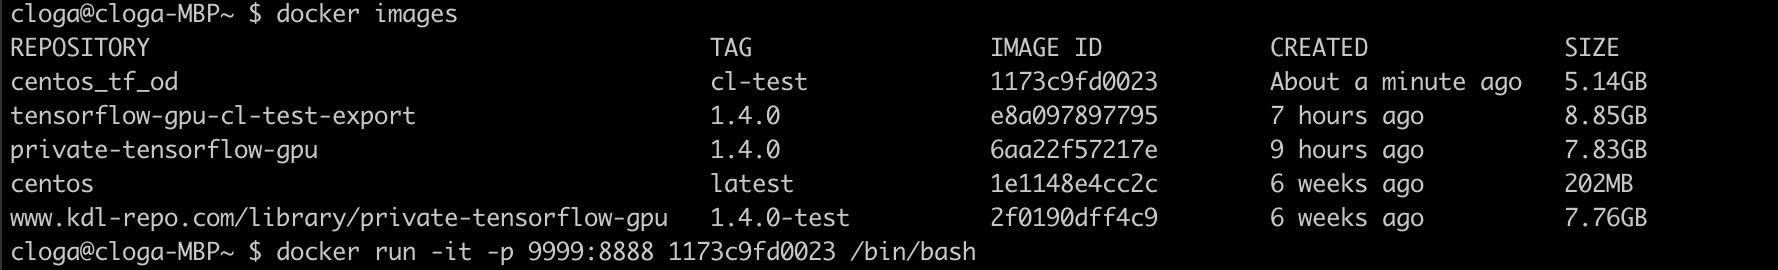 cloga@cloga-MBP~ $ docker images
REPOSITORY TAG IMAGE ID CREATED SIZE
centos_tf_od cl-test 1173c9fd0023 About a minute ago 5.14GB
tensorflow-gpu-cl-test-export 1.4.0 e8a097897795 7 hours ago 8.85GB
private-tensorflow-gpu 1.4.0 6aa22f57217e 9 hours ago 7.83GB
centos latest 1e1148e4cc2c 6 weeks ago 202MB
www.kdl-repo.com/library/private-tensorflow-gpu 1.4.0-test 2f0190dff4c9 6 weeks ago 7.76GB
cloga@cloga-MBP~ $ docker run -it -p 9999:8888 1173c9fd0023 /bin/bash